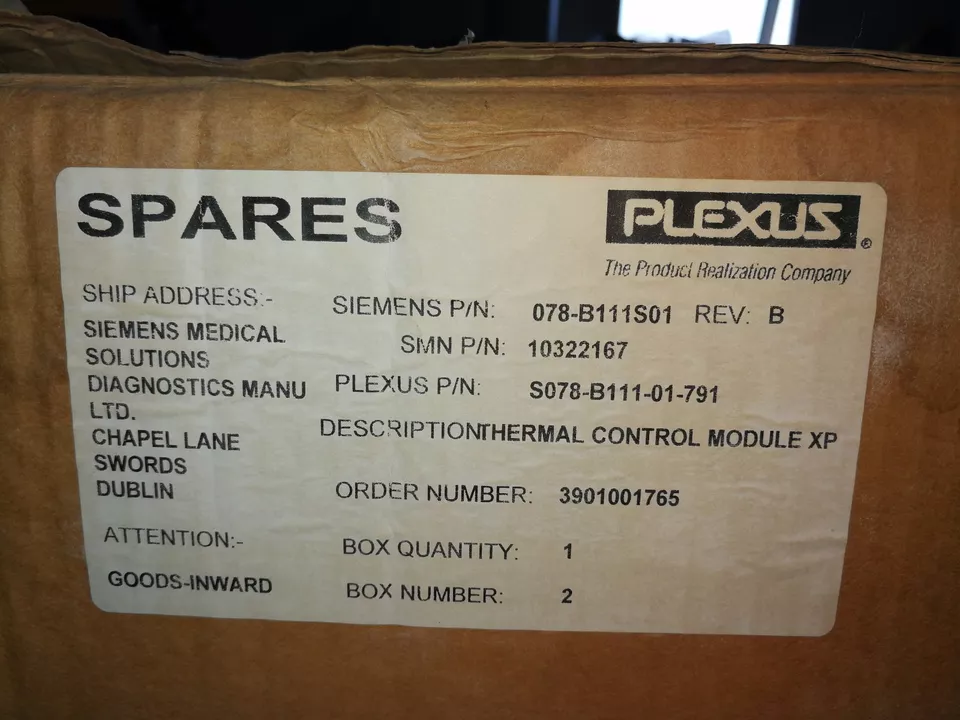 SPARES
PLEXUS®
The Product Realization Company
SHIP ADDRESS:-
SIEMENS MEDICAL
SOLUTIONS
DIAGNOSTICS MANU
LTD.
CHAPEL LANE
SWORDS
DUBLIN
ATTENTION:-
GOODS-INWARD
SIEMENS P/N: 078-B111S01 REV: B
SMN P/N: 10322167
PLEXUS P/N: S078-B111-01-791
DESCRIPTION THERMAL CONTROL MODULE XP
ORDER NUMBER: 3901001765
BOX QUANTITY: 1
BOX NUMBER: 2